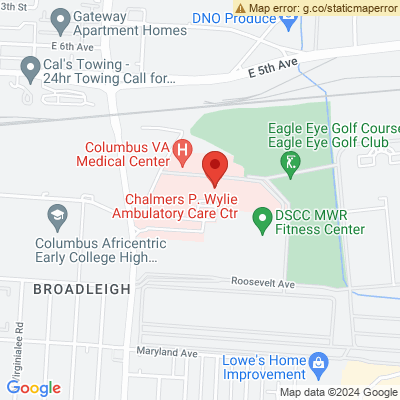 3rd St
Gateway
Apartment Homes
DNO Produce
Map error: g.co/staticmaperror
E 6th Ave
Cal's Towing -
24hr Towing Call for...
E 5th Ave
Columbus VA
Medical Center
H
Eagle Eye Golf Course
Eagle Eye Golf Club
Chalmers P. Wylie
Ambulatory Care Ctr
DSCC MWR
Fitness Center
Columbus Africentric
Early College High...
BROADLEIGH
Roosevelt Ave
Virginialee Rd
Maryland Ave
Lowe's Home
Improvement
Google
Map data ©2024 Google